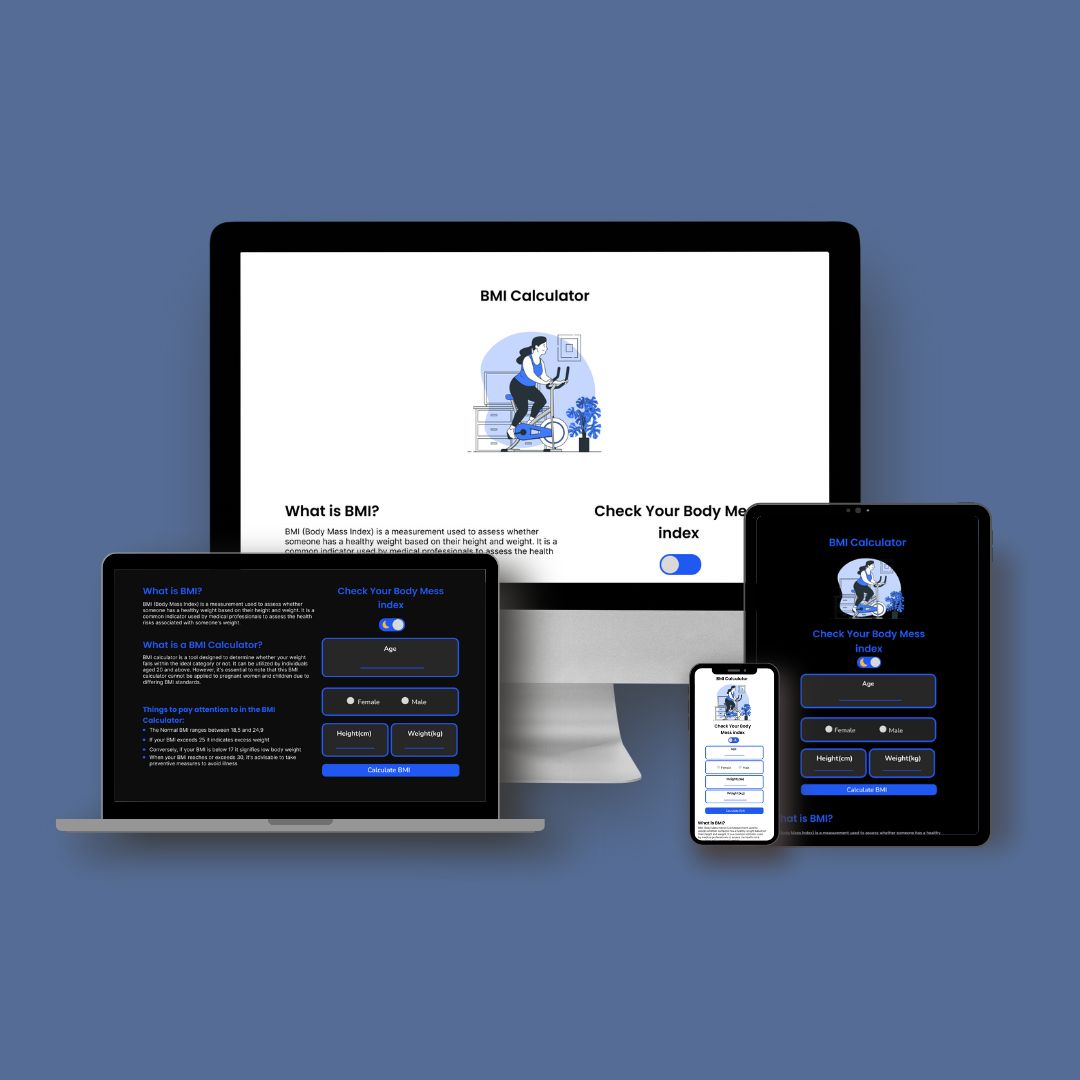 BMI Calculator
What is BMI?
BMI (Body Mass Index) is a measurement used to assess whether
someone has a healthy weight based on their height and weight. It is a
common indicator used by medical professionals to assess the health
Check Your Body Me
index
What is BMI?
BMI (Body Mass Index) is a measurement used to assess whether
someone has a healthy weight based on their height and weight. It is a
common indicator used by medical professionals to assess the health
risks associated with someone's weight.
What is a BMI Calculator?
BMI calculator is a tool designed to determine whether your weight
falls within the ideal category or not. It can be utilized by individuals
aged 20 and above. However, it's essential to note that this BMI
calculator cannot be applied to pregnant women and children due to
differing BMI standards.
Things to pay attention to in the BMI
Calculator:
The Normal BMI ranges between 18,5 and 24,9
If your BMI exceeds 25 it indicates excess weight
Conversely, if your BMI is below 17 it signifies low body weight
When your BMI reaches or exceeds 30, it's advisable to take
preventive measures to avoid illness
Check Your Body Mess
index
Age
Female Male
Height(cm) Weight(kg)
Calculate BMI
BMI Calculator
Check Your Body
Mess index
Age
Female Male
Height(cm)
Weight(kg)
Calculate BMI
What is BMI?
BMI Calculator
Check Your Body Mess
index
Age
Female Male
Height(cm) Weight(kg)
Calculate BMI
at is BMI?
Body Mass Index) is a measurement used to assess whether someone has a healthy